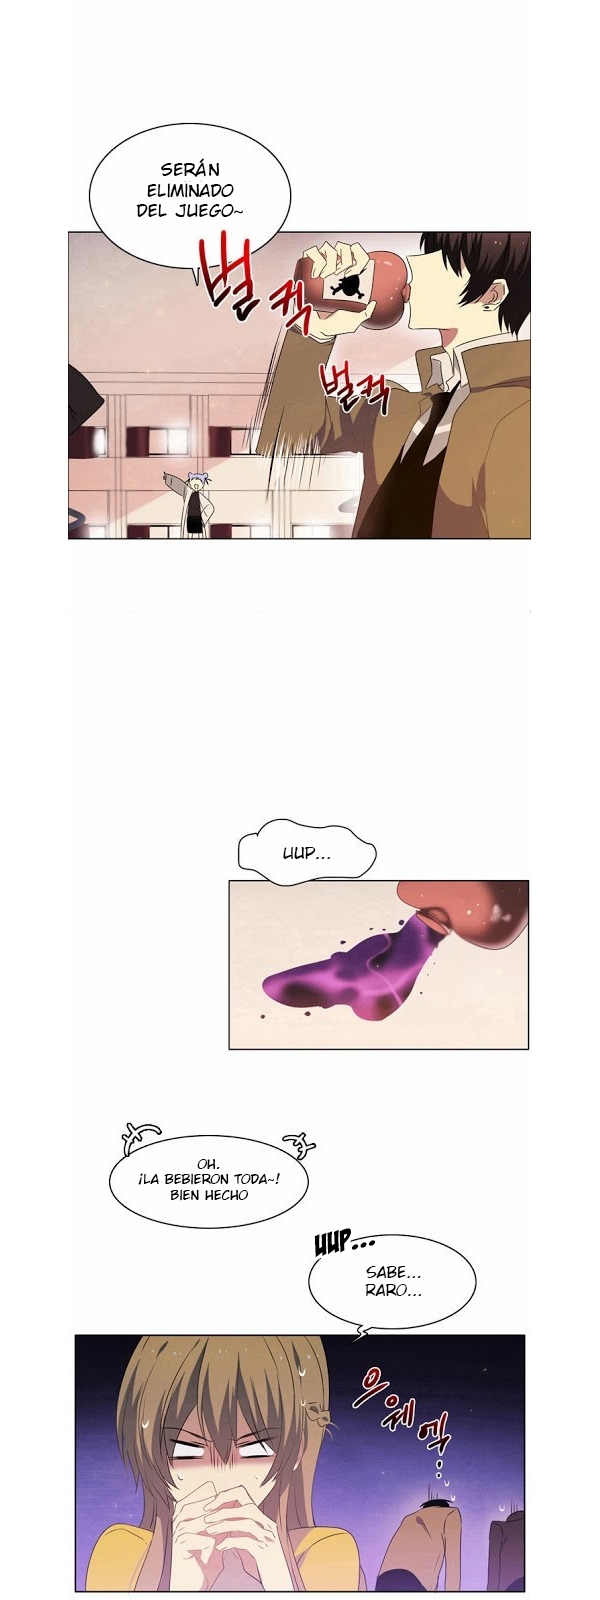 SERÁN
ELIMINADO
DEL JUEGO~
벌컥
벌컥
UUP...
OH.
¡LA BEBIERON TODA~!
BIEN HECHO
UUP...
SABE...
RARO...
으웨엑...